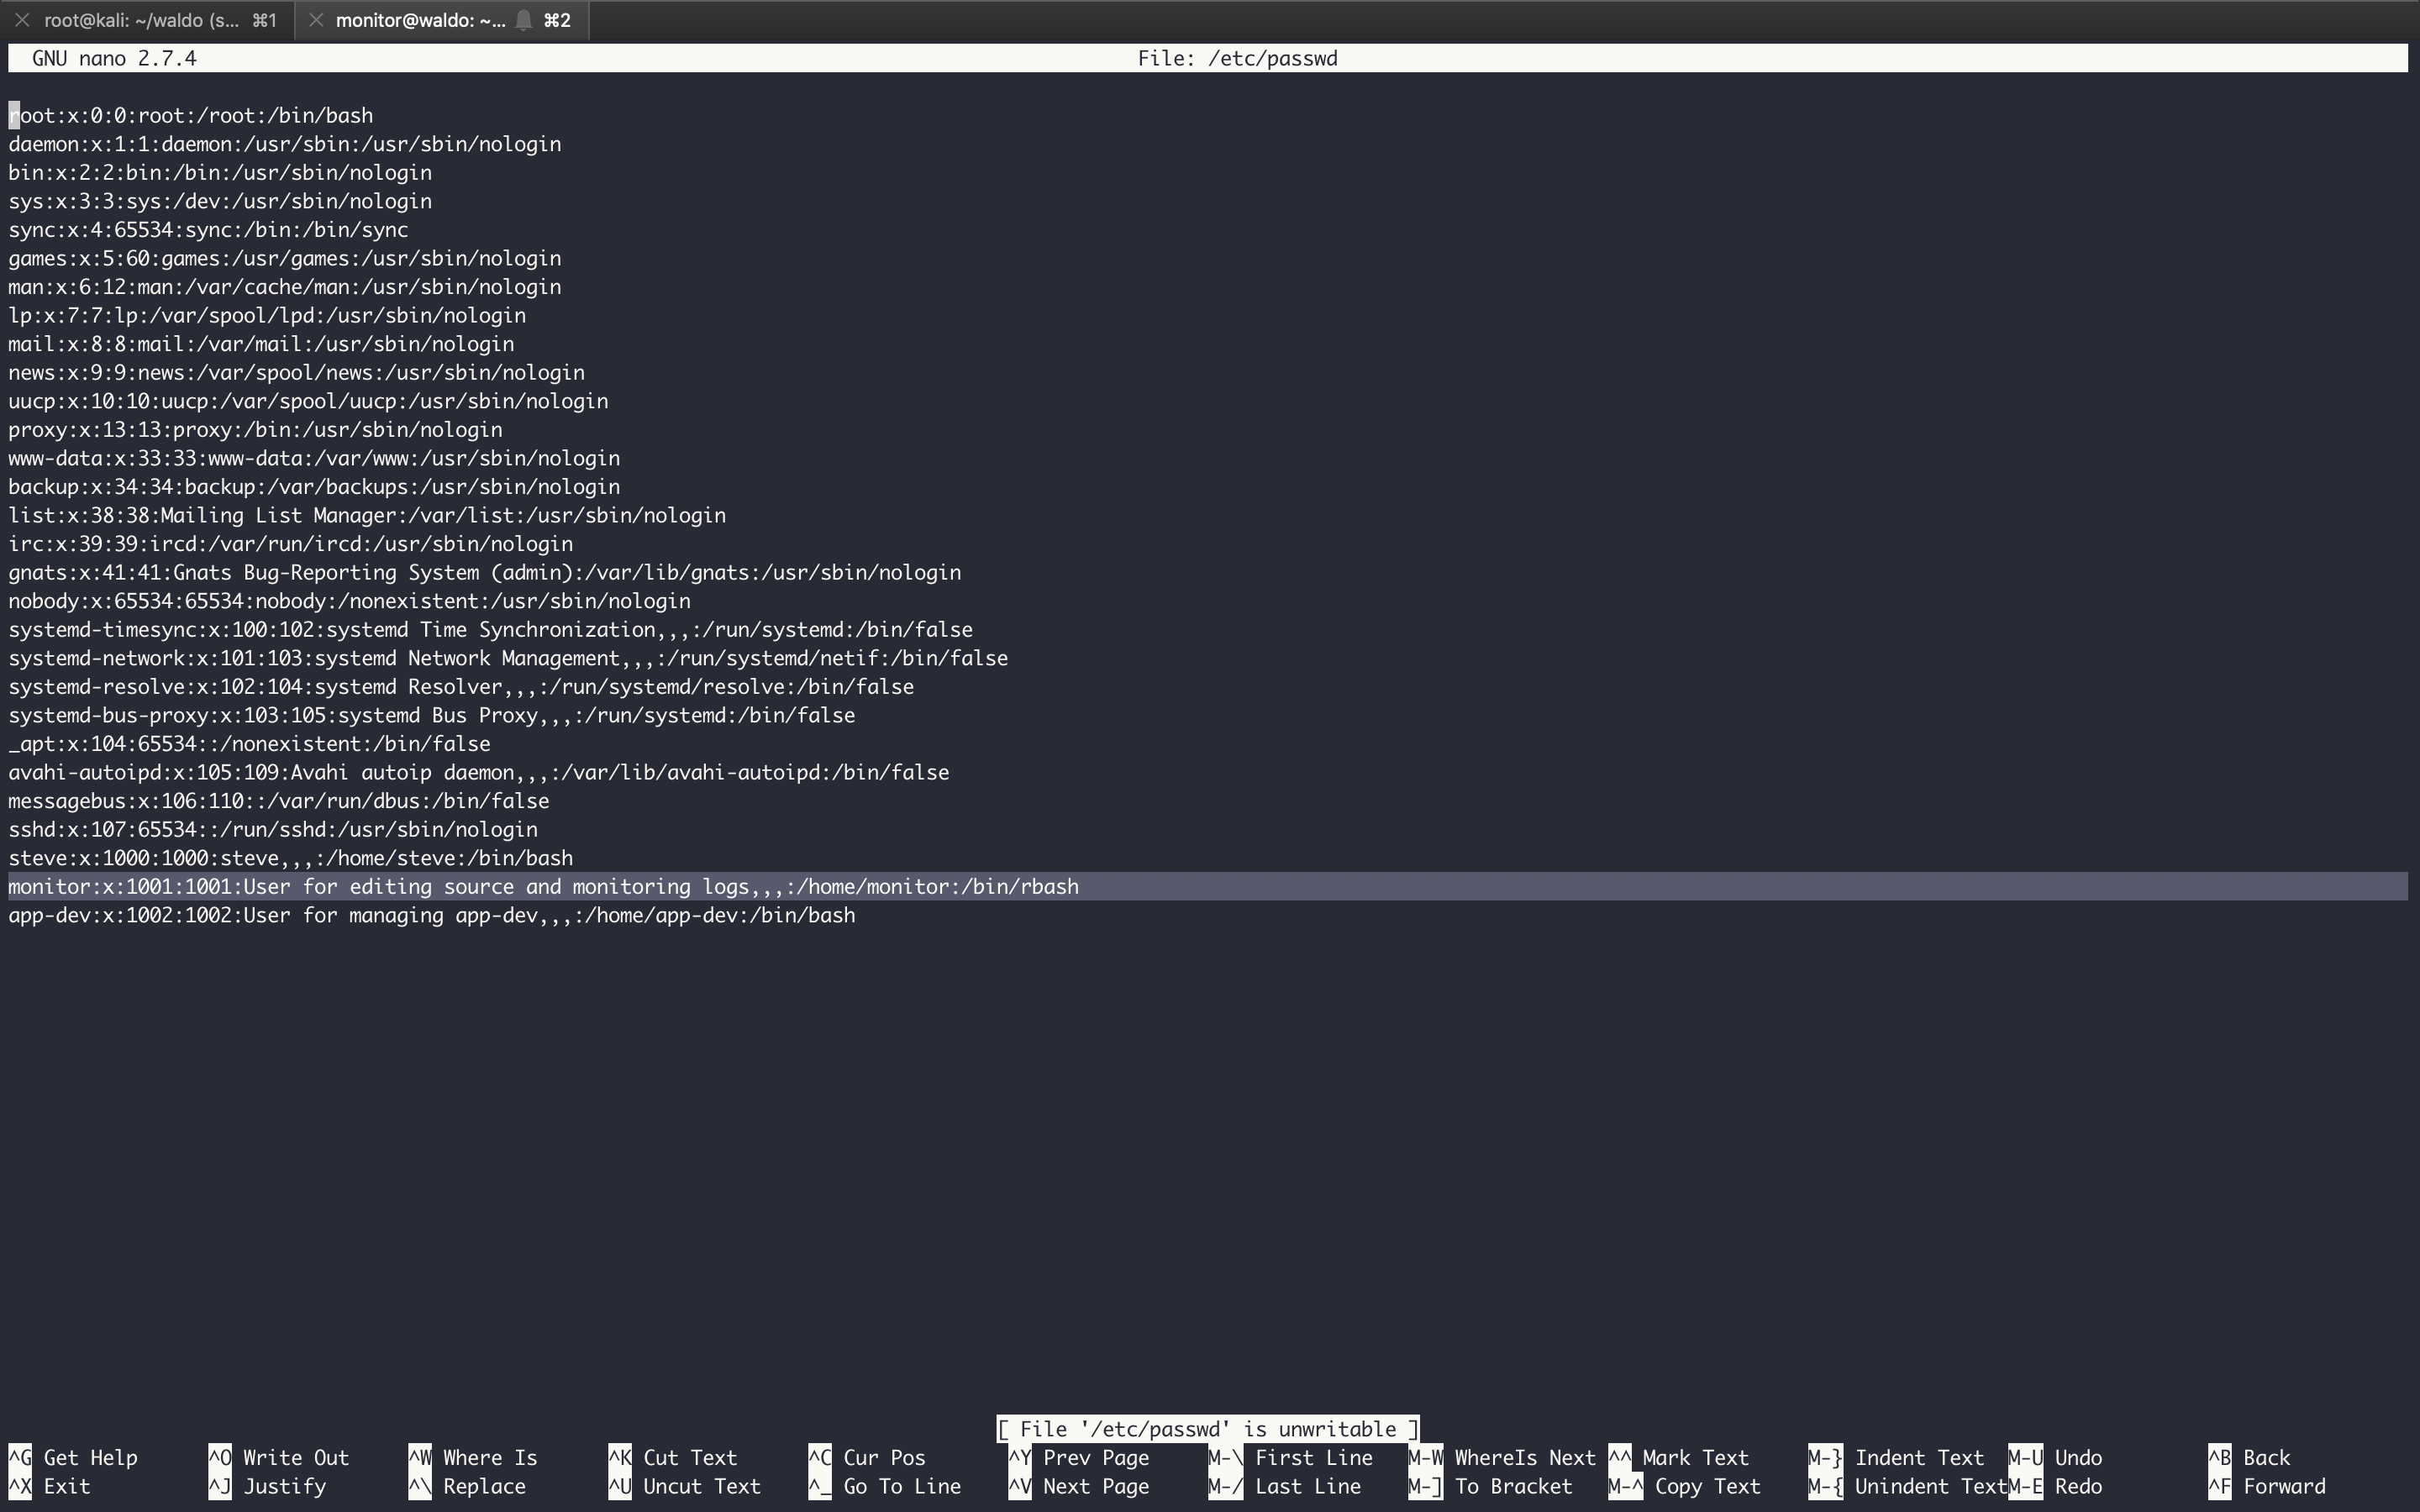 root@kali: ~/waldo (s... ⌘1 monitor@waldo: ~... ⌘2
GNU nano 2.7.4 File: /etc/passwd
root:x:0:0:root:/root:/bin/bash
daemon:x:1:1:daemon:/usr/sbin:/usr/sbin/nologin
bin:x:2:2:bin:/bin:/usr/sbin/nologin
sys:x:3:3:sys:/dev:/usr/sbin/nologin
sync:x:4:65534:sync:/bin:/bin/sync
games:x:5:60:games:/usr/games:/usr/sbin/nologin
man:x:6:12:man:/var/cache/man:/usr/sbin/nologin
lp:x:7:7:lp:/var/spool/lpd:/usr/sbin/nologin
mail:x:8:8:mail:/var/mail:/usr/sbin/nologin
news:x:9:9:news:/var/spool/news:/usr/sbin/nologin
uucp:x:10:10:uucp:/var/spool/uucp:/usr/sbin/nologin
proxy:x:13:13:proxy:/bin:/usr/sbin/nologin
www-data:x:33:33:www-data:/var/www:/usr/sbin/nologin
backup:x:34:34:backup:/var/backups:/usr/sbin/nologin
list:x:38:38:Mailing List Manager:/var/list:/usr/sbin/nologin
irc:x:39:39:ircd:/var/run/ircd:/usr/sbin/nologin
gnats:x:41:41:Gnats Bug-Reporting System (admin):/var/lib/gnats:/usr/sbin/nologin
nobody:x:65534:65534:nobody:/nonexistent:/usr/sbin/nologin
systemd-timesync:x:100:102:systemd Time Synchronization,,,:/run/systemd:/bin/false
systemd-network:x:101:103:systemd Network Management,,,:/run/systemd/netif:/bin/false
systemd-resolve:x:102:104:systemd Resolver,,,:/run/systemd/resolve:/bin/false
systemd-bus-proxy:x:103:105:systemd Bus Proxy,,,:/run/systemd:/bin/false
_apt:x:104:65534::/nonexistent:/bin/false
avahi-autoipd:x:105:109:Avahi autoip daemon,,,:/var/lib/avahi-autoipd:/bin/false
messagebus:x:106:110::/var/run/dbus:/bin/false
sshd:x:107:65534::/run/sshd:/usr/sbin/nologin
steve:x:1000:1000:steve,,,:/home/steve:/bin/bash
monitor:x:1001:1001:User for editing source and monitoring logs,,,:/home/monitor:/bin/rbash
app-dev:x:1002:1002:User for managing app-dev,,,:/home/app-dev:/bin/bash
[ File '/etc/passwd' is unwritable ]
^G Get Help ^O Write Out ^W Where Is ^K Cut Text ^C Cur Pos ^Y Prev Page M-\ First Line M-W WhereIs Next ^^ Mark Text M-} Indent Text M-U Undo ^B Back
^X Exit ^J Justify ^\ Replace ^U Uncut Text ^_ Go To Line ^V Next Page M-/ Last Line M-] To Bracket M-^ Copy Text M-{ Unindent Text M-E Redo ^F Forward